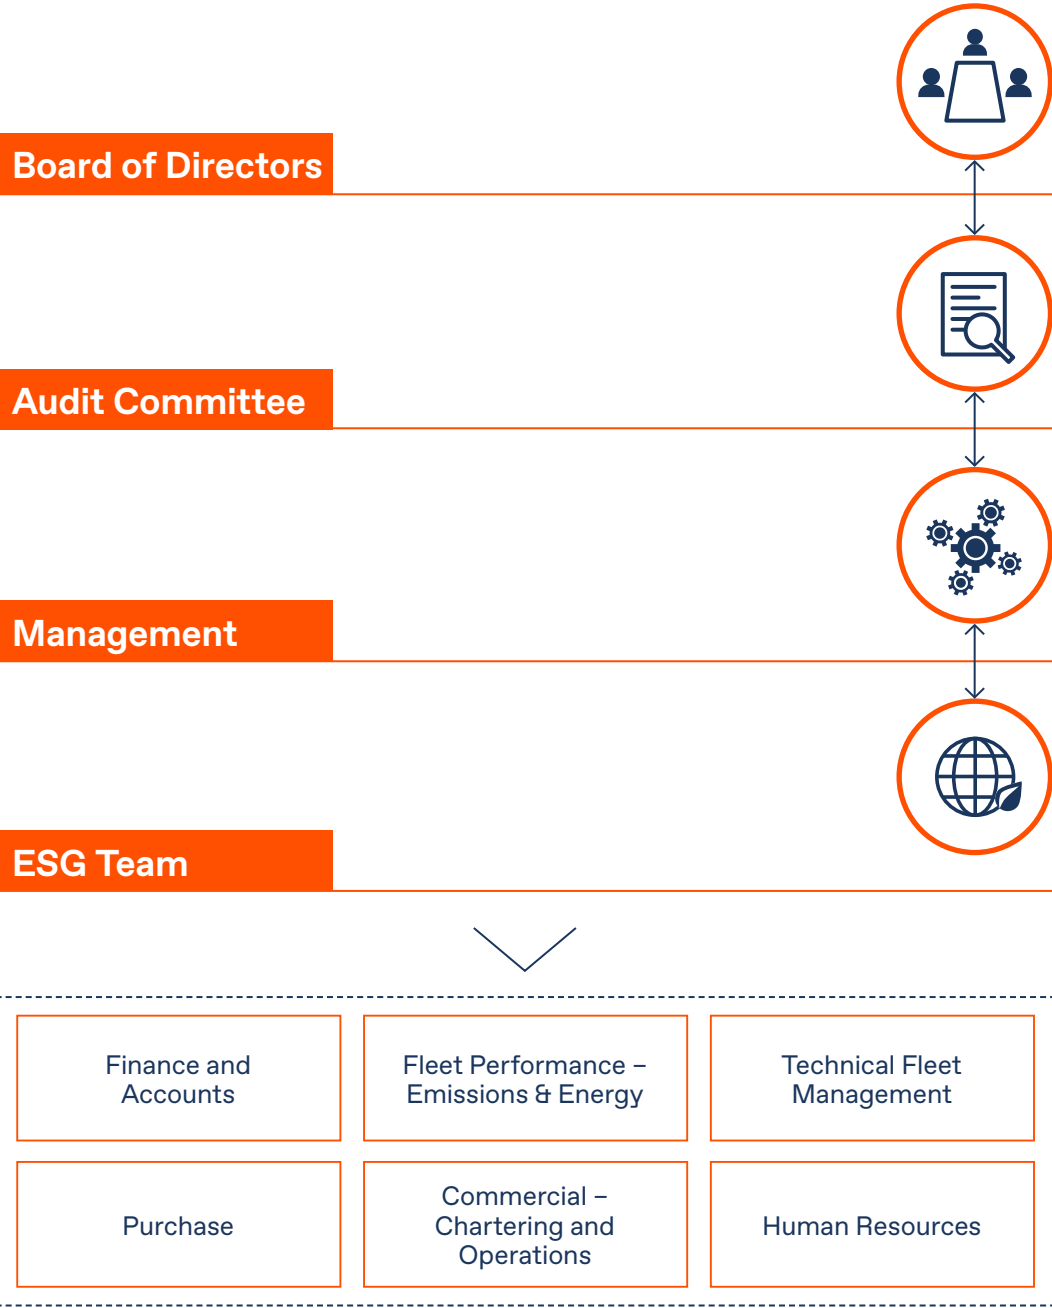 Board of Directors
Audit Committee
Management
ESG Team
Finance and
Accounts
Fleet Performance –
Emissions & Energy
Technical Fleet
Management
Purchase
Commercial –
Chartering and
Operations
Human Resources